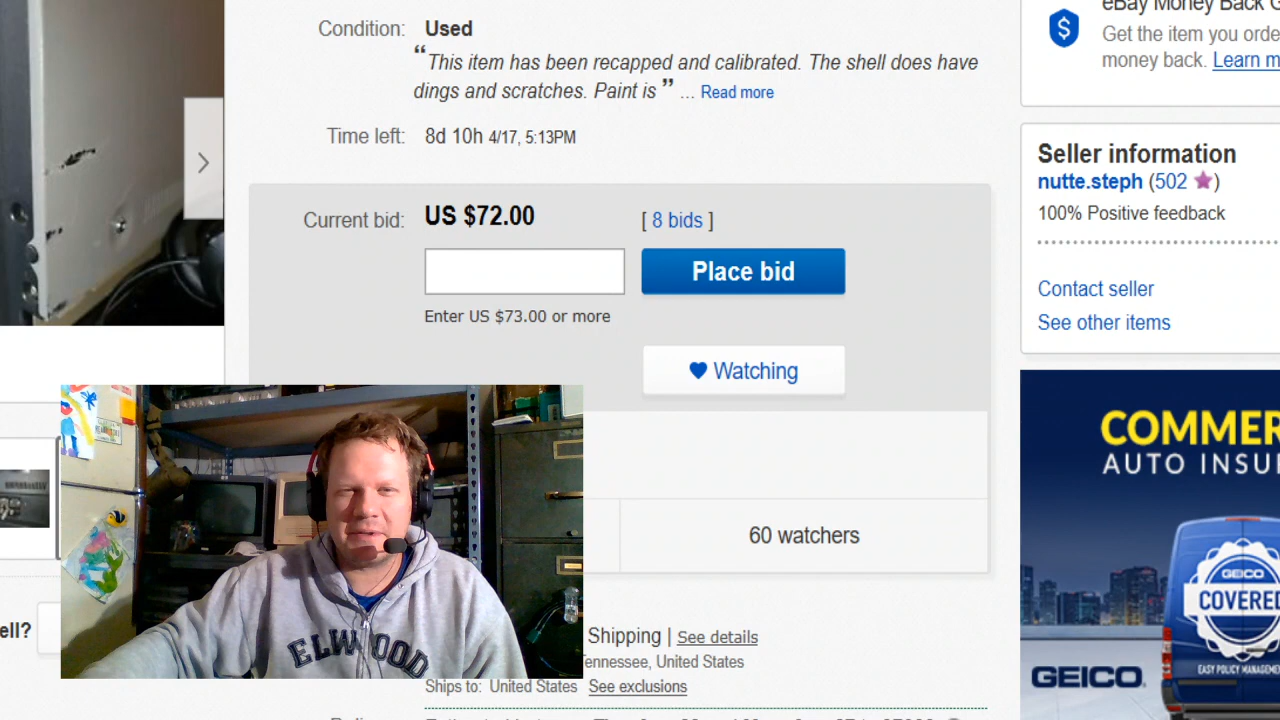 Condition: Used
“This item has been recapped and calibrated. The shell does have
dings and scratches. Paint is ” ... Read more
Time left: 8d 10h 4/17, 5:13PM
Current bid: US $72.00 [ 8 bids ]
Place bid
Enter US $73.00 or more
Watching
60 watchers
ell?
Shipping | See details
ennessee, United States
Ships to: United States See exclusions
eBay Money Back G
Get the item you orde
money back. Learn m
Seller information
nutte.steph (502 )
100% Positive feedback
Contact seller
See other items
COMMER
AUTO INSU
GEICO
COVERED
EASY POLICY MANAGEME
GEICO
ELWOOD